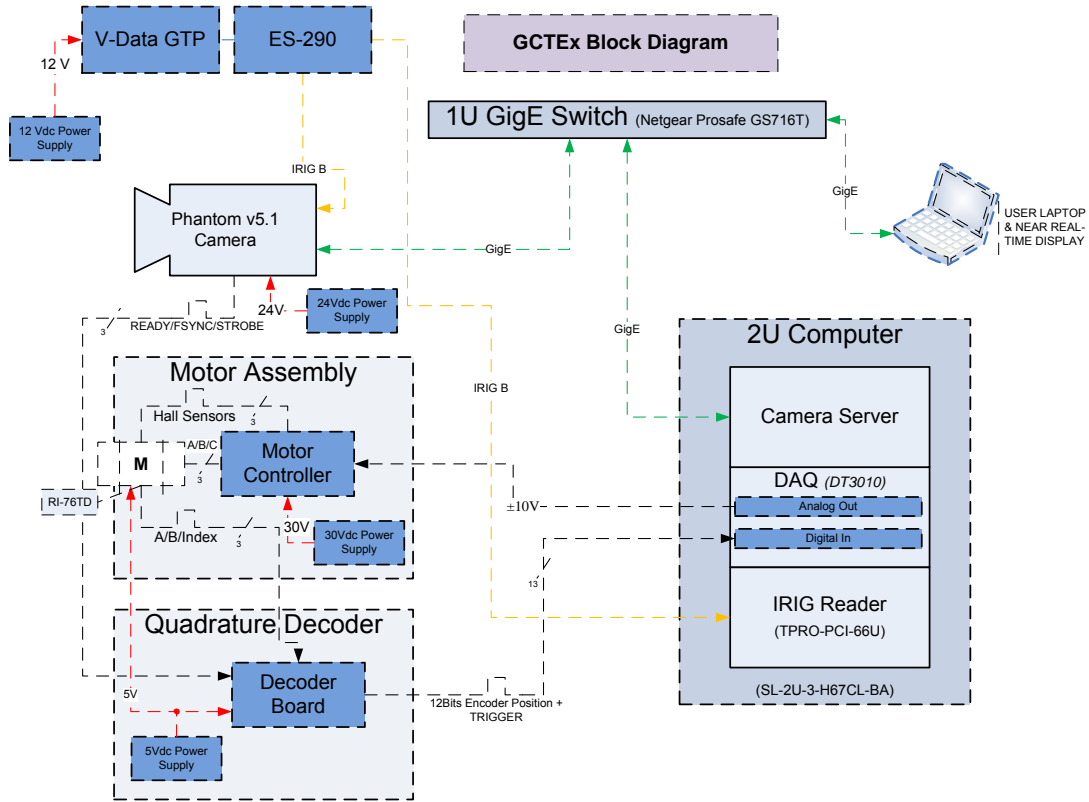 V-Data GTP
ES-290
GCTEx Block Diagram
12 V
12 Vdc Power
Supply
1U GigE Switch (Netgear Prosafe GS716T)
IRIG B
GigE
USER LAPTOP
& NEAR REAL-
TIME DISPLAY
Phantom v5.1
Camera
GigE
24V
24Vdc Power
Supply
3
READY/FSYNC/STROBE
GigE
2U Computer
Motor Assembly
IRIG B
Hall Sensors
3
Camera Server
A/B/C
M
3
Motor
Controller
DAQ (DT3010)
RI-76TD
±10V
Analog Out
A/B/Index
3
30V
30Vdc Power
Supply
Digital In
13
IRIG Reader
(TPRO-PCI-66U)
Quadrature Decoder
5V
Decoder
Board
12Bits Encoder Position +
TRIGGER
(SL-2U-3-H67CL-BA)
5Vdc Power
Supply